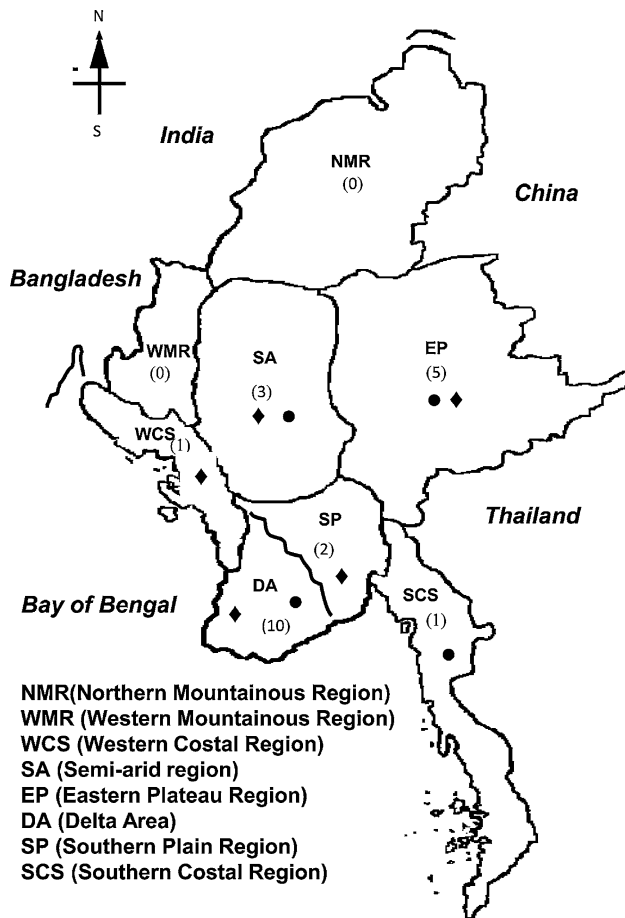 N
S
India
NMR
(0)
China
Bangladesh
WMR
(0)
SA
(3)
EP
(5)
WCS(1)
SP
(2)
Thailand
DA
(10)
SCS
(1)
Bay of Bengal
NMR(Northern Mountainous Region)
WMR (Western Mountainous Region)
WCS (Western Costal Region)
SA (Semi-arid region)
EP (Eastern Plateau Region)
DA (Delta Area)
SP (Southern Plain Region)
SCS (Southern Costal Region)